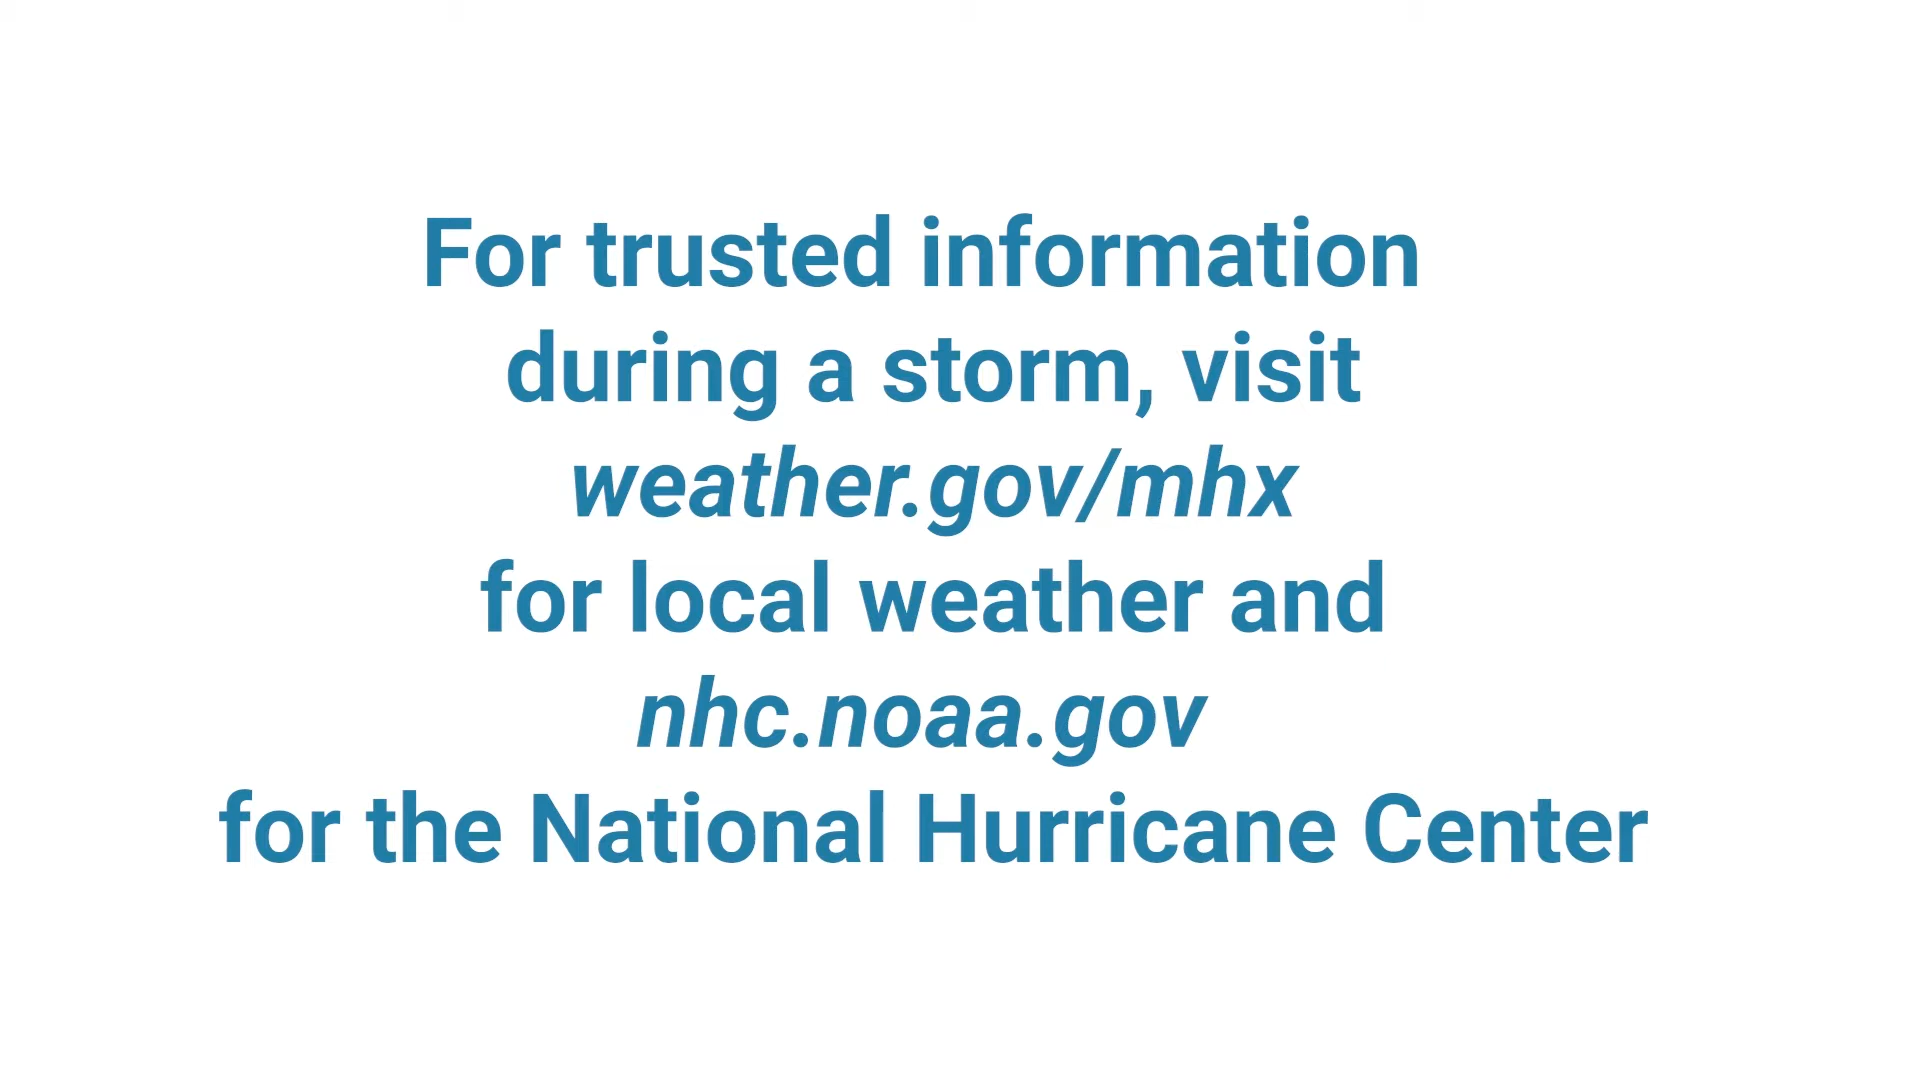 For trusted information
during a storm, visit
weather.gov/mhx
for local weather and
nhc.noaa.gov
for the National Hurricane Center